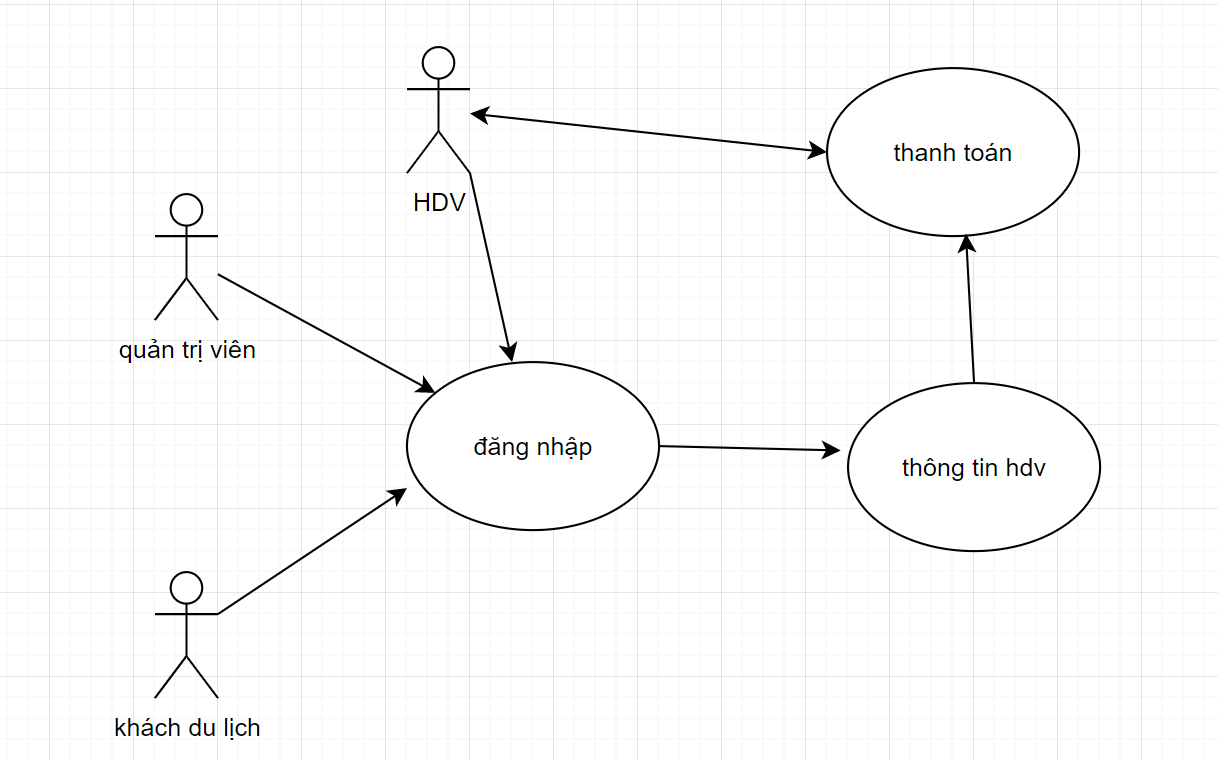 HDV
thanh toán
quản trị viên
đăng nhập
thông tin hdv
khách du lịch